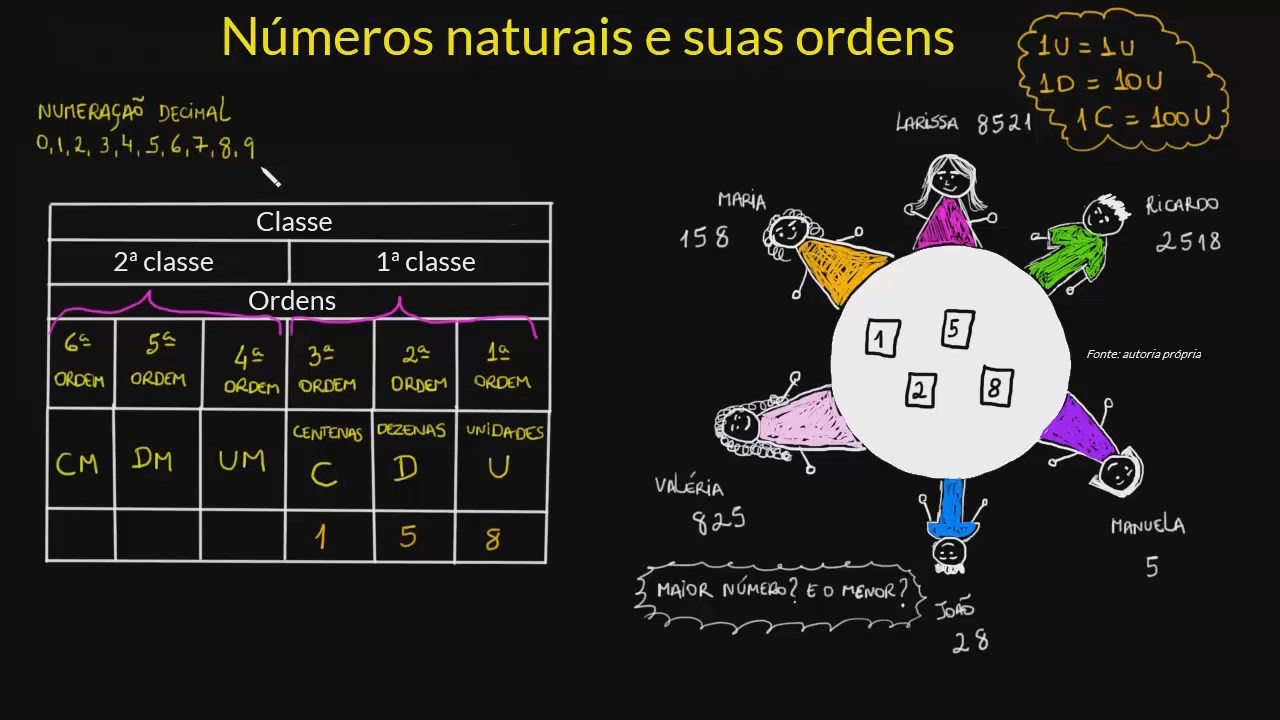 Números naturais e suas ordens
1U = 1U
1D = 10U
1C = 100U
NUMERAÇÃO DECIMAL
0,1,2, 3,4,5,6,7,8,9
LARISSA 8521
MARIA
158
RICARDO
2518
Classe
2ª classe 1ª classe
Ordens
6ª ORDEM 5ª ORDEM 4ª ORDEM 3ª ORDEM 2ª ORDEM 1ª ORDEM
CENTENAS DEZENAS UNIDADES
CM DM UM C D U
1 5 8
1 5
2 8
Fonte: autoria própria
VALÉRIA
825
MANUELA
5
MAIOR NÚMERO? E O MENOR?
JOÃO
28